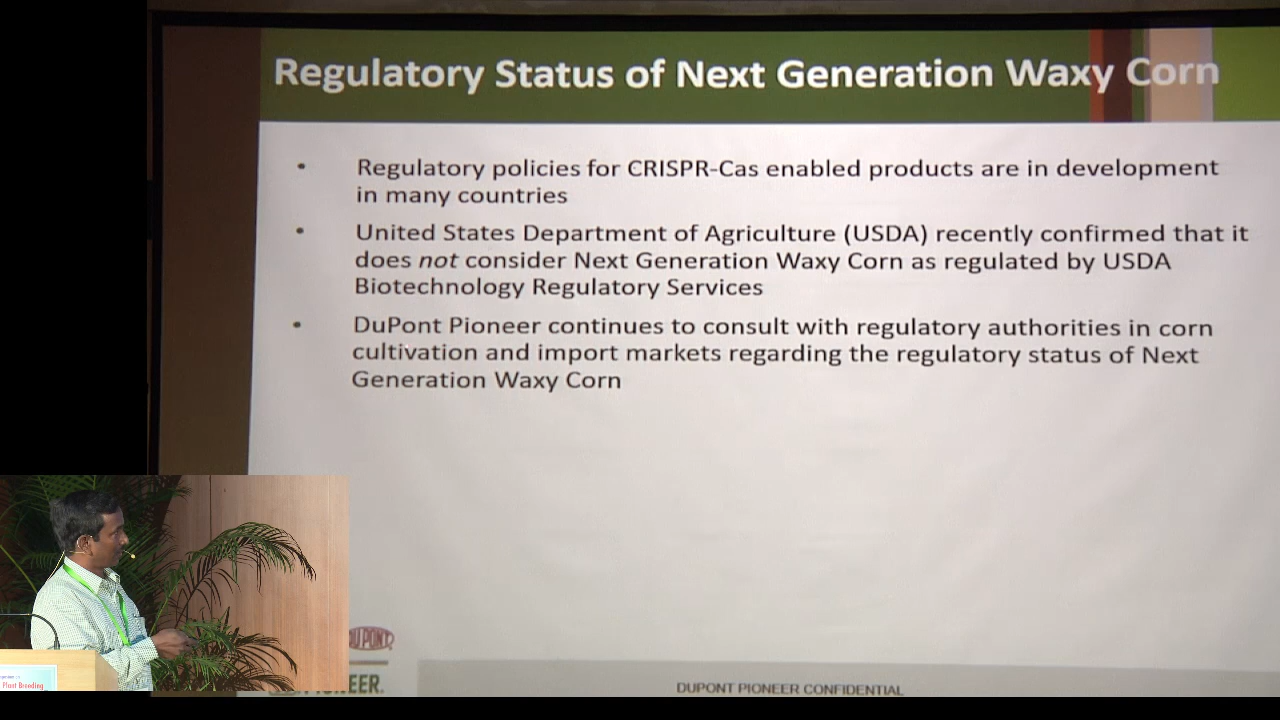 Regulatory Status of Next Generation Waxy Corn
• Regulatory policies for CRISPR-Cas enabled products are in development
in many countries
• United States Department of Agriculture (USDA) recently confirmed that it
does not consider Next Generation Waxy Corn as regulated by USDA
Biotechnology Regulatory Services
• DuPont Pioneer continues to consult with regulatory authorities in corn
cultivation and import markets regarding the regulatory status of Next
Generation Waxy Corn
DUPONT
DUPONT PIONEER CONFIDENTIAL
Plant Breeding